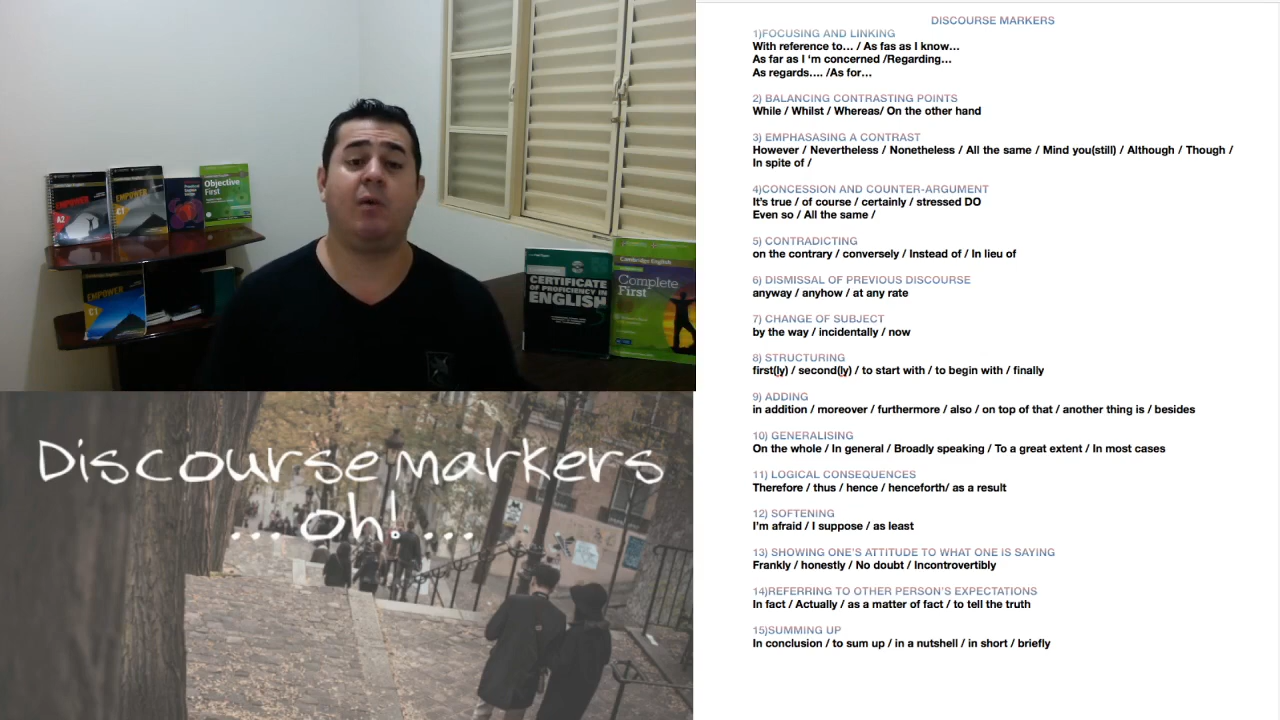 EMPOWER
A2
EMPOWER
C1
Objective
First
EMPOWER
C1
CERTIFICATE
OF PROFICIENCY IN
ENGLISH
5
Cambridge English
Complete
First
Discourse markers
... oh! ...
DISCOURSE MARKERS
1)FOCUSING AND LINKING
With reference to… / As fas as I know…
As far as I 'm concerned /Regarding…
As regards…. /As for…
2) BALANCING CONTRASTING POINTS
While / Whilst / Whereas/ On the other hand
3) EMPHASASING A CONTRAST
However / Nevertheless / Nonetheless / All the same / Mind you(still) / Although / Though /
In spite of /
4)CONCESSION AND COUNTER-ARGUMENT
It's true / of course / certainly / stressed DO
Even so / All the same /
5) CONTRADICTING
on the contrary / conversely / Instead of / In lieu of
6) DISMISSAL OF PREVIOUS DISCOURSE
anyway / anyhow / at any rate
7) CHANGE OF SUBJECT
by the way / incidentally / now
8) STRUCTURING
first(ly) / second(ly) / to start with / to begin with / finally
9) ADDING
in addition / moreover / furthermore / also / on top of that / another thing is / besides
10) GENERALISING
On the whole / In general / Broadly speaking / To a great extent / In most cases
11) LOGICAL CONSEQUENCES
Therefore / thus / hence / henceforth/ as a result
12) SOFTENING
I'm afraid / I suppose / as least
13) SHOWING ONE'S ATTITUDE TO WHAT ONE IS SAYING
Frankly / honestly / No doubt / Incontrovertibly
14)REFERRING TO OTHER PERSON'S EXPECTATIONS
In fact / Actually / as a matter of fact / to tell the truth
15)SUMMING UP
In conclusion / to sum up / in a nutshell / in short / briefly